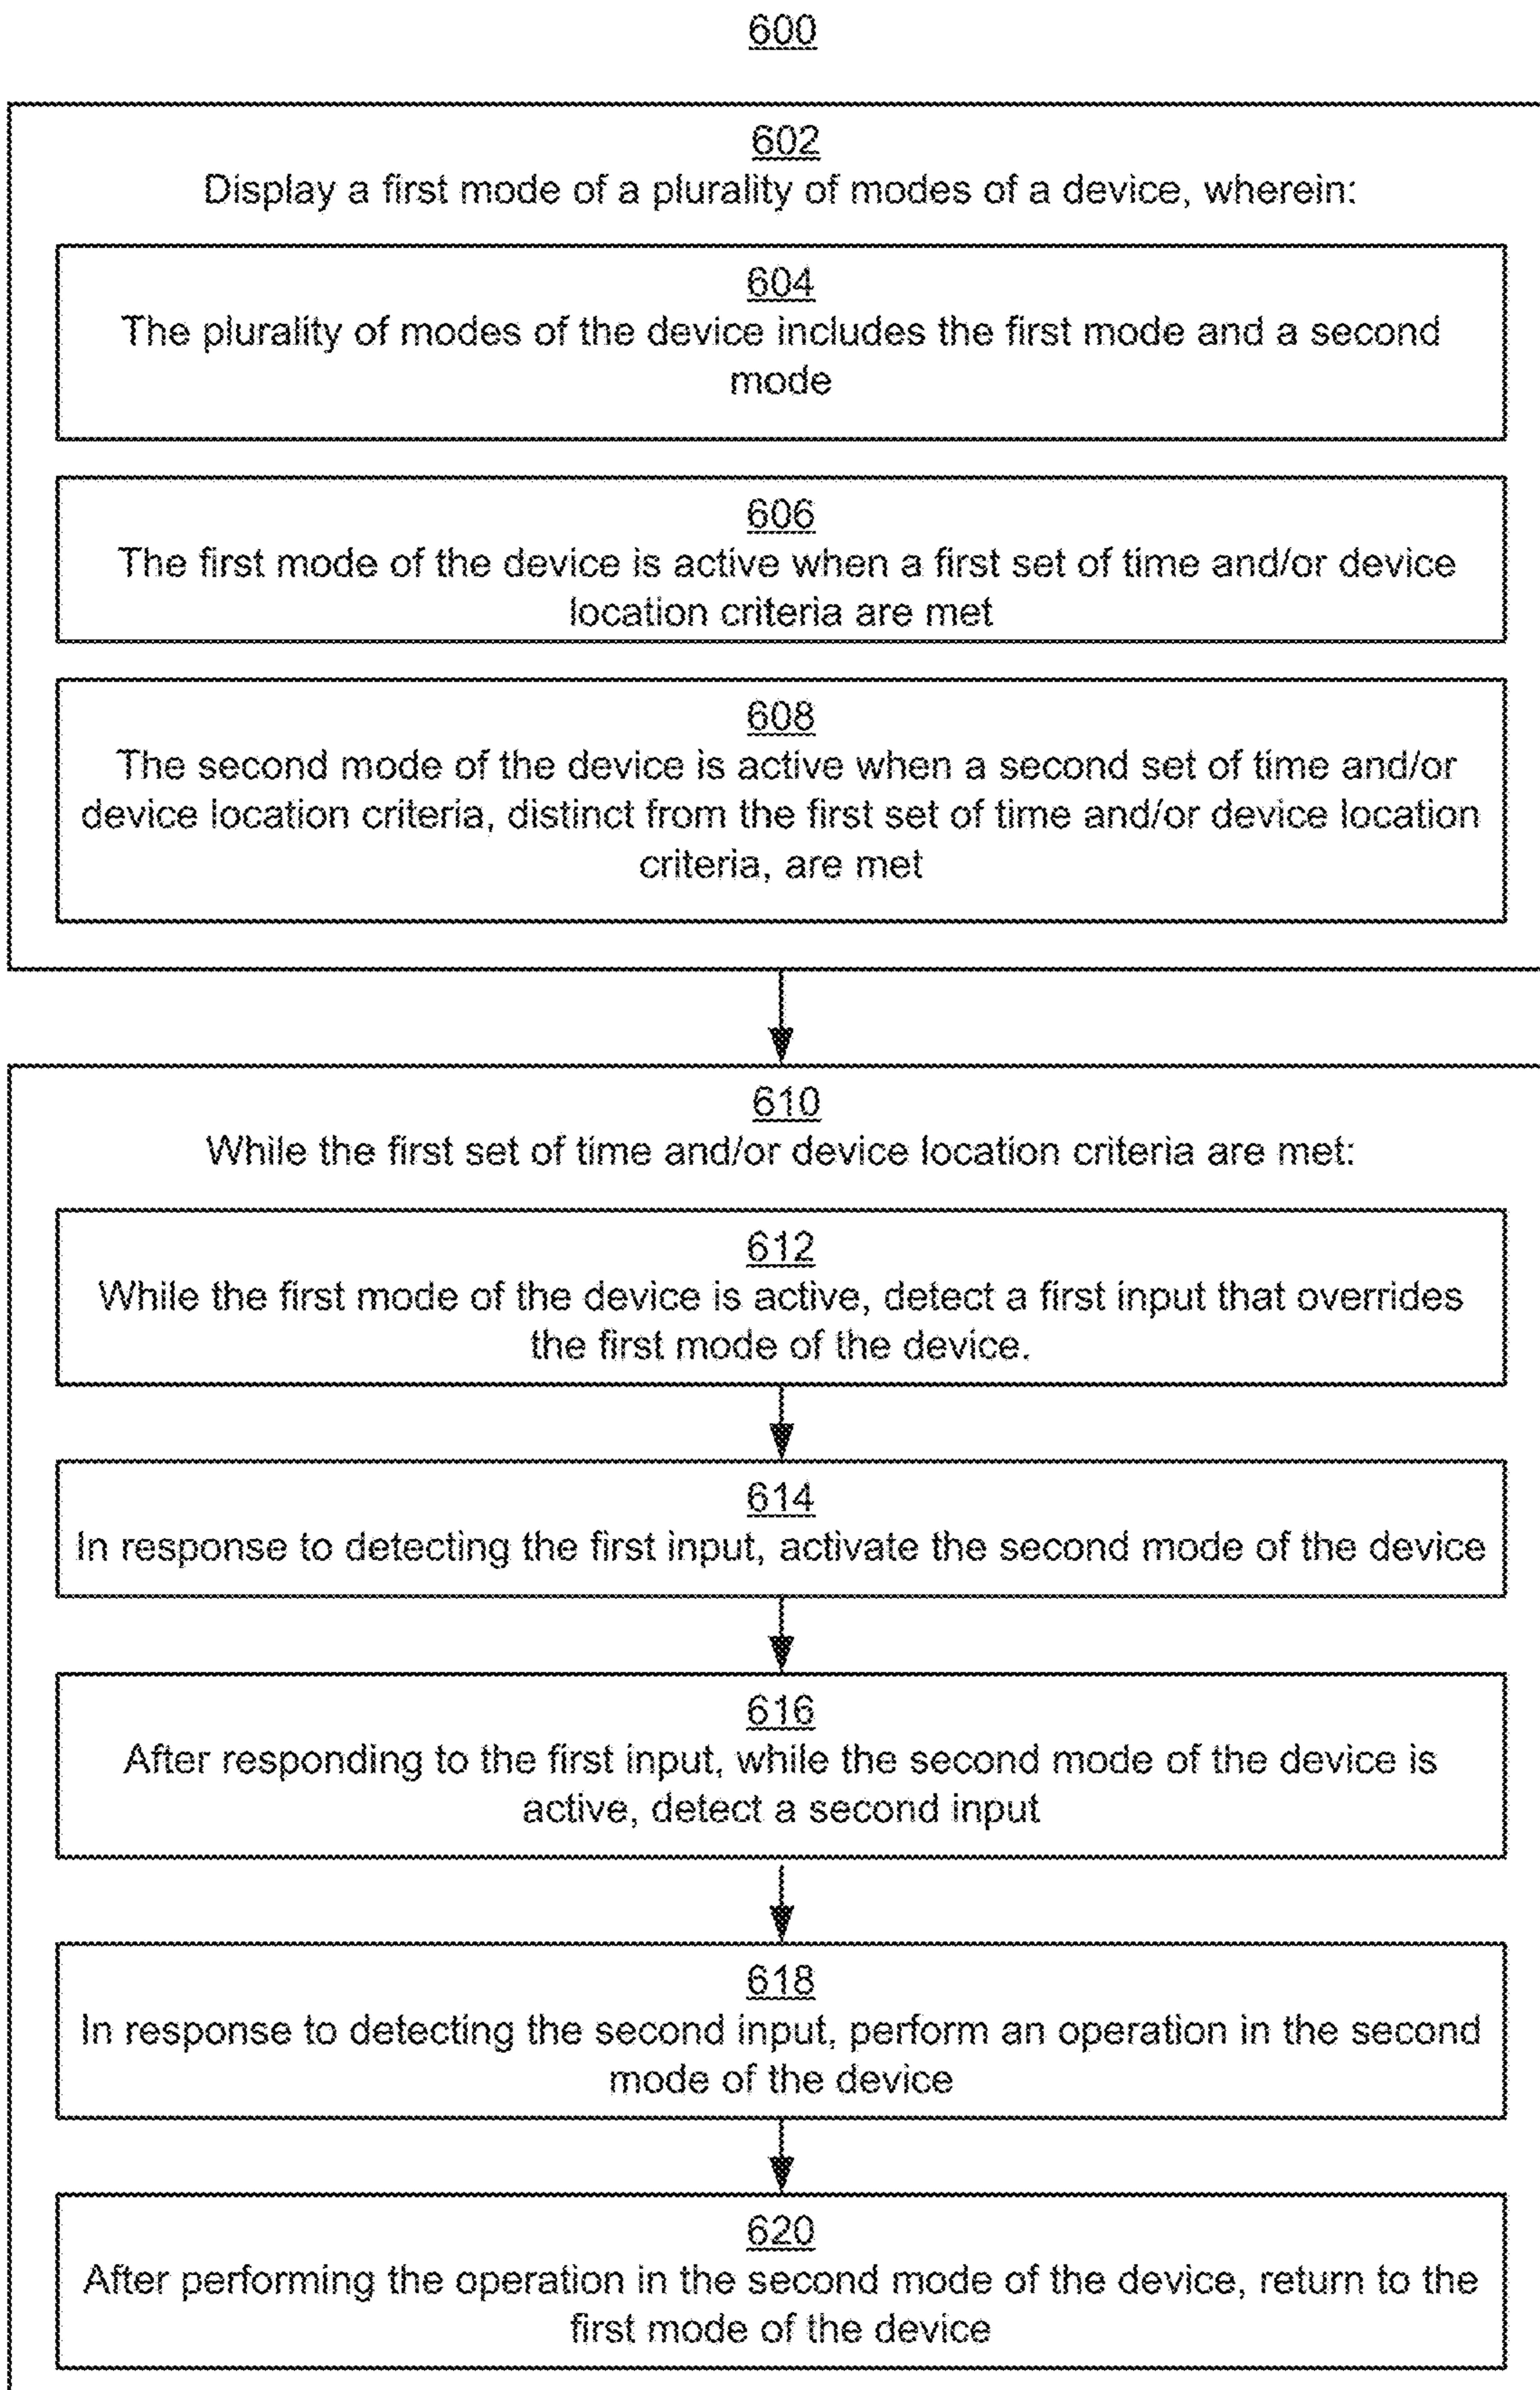 600
602
Display a first mode of a plurality of modes of a device, wherein:
604
The plurality of modes of the device includes the first mode and a second
mode
606
The first mode of the device is active when a first set of time and/or device
location criteria are met
608
The second mode of the device is active when a second set of time and/or
device location criteria, distinct from the first set of time and/or device location
criteria, are met
610
While the first set of time and/or device location criteria are met:
612
While the first mode of the device is active, detect a first input that overrides
the first mode of the device.
614
In response to detecting the first input, activate the second mode of the device
616
After responding to the first input, while the second mode of the device is
active, detect a second input
618
In response to detecting the second input, perform an operation in the second
mode of the device
620
After performing the operation in the second mode of the device, return to the
first mode of the device